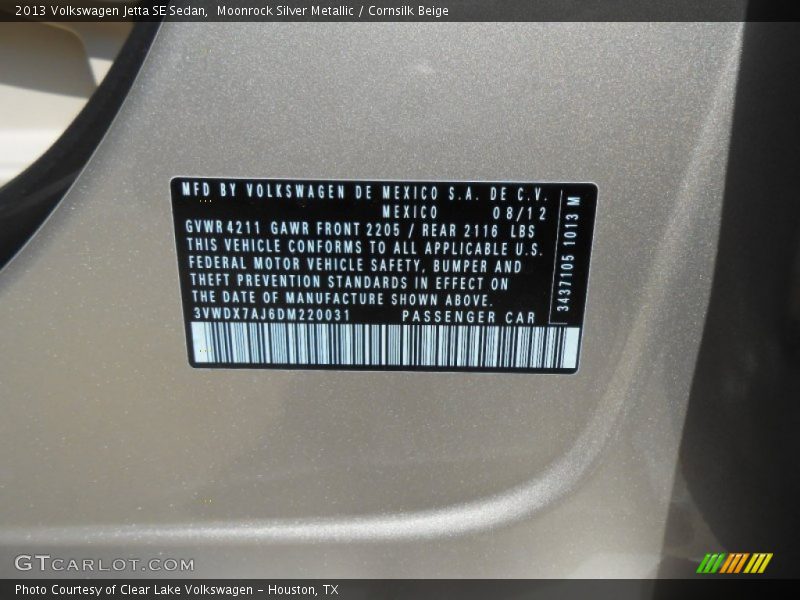 2013 Volkswagen Jetta SE Sedan,  Moonrock Silver Metallic / Cornsilk Beige
MFD BY VOLKSWAGEN DE MEXICO S.A. DE C.V.
MEXICO 08/12
GVWR 4211 GAWR FRONT 2205 / REAR 2116 LBS
THIS VEHICLE CONFORMS TO ALL APPLICABLE U.S.
FEDERAL MOTOR VEHICLE SAFETY, BUMPER AND
THEFT PREVENTION STANDARDS IN EFFECT ON
THE DATE OF MANUFACTURE SHOWN ABOVE.
3VWDX7AJ6DM220031 PASSENGER CAR
3437105 1013 M
GTCARLOT.COM
Photo Courtesy of Clear Lake Volkswagen – Houston, TX